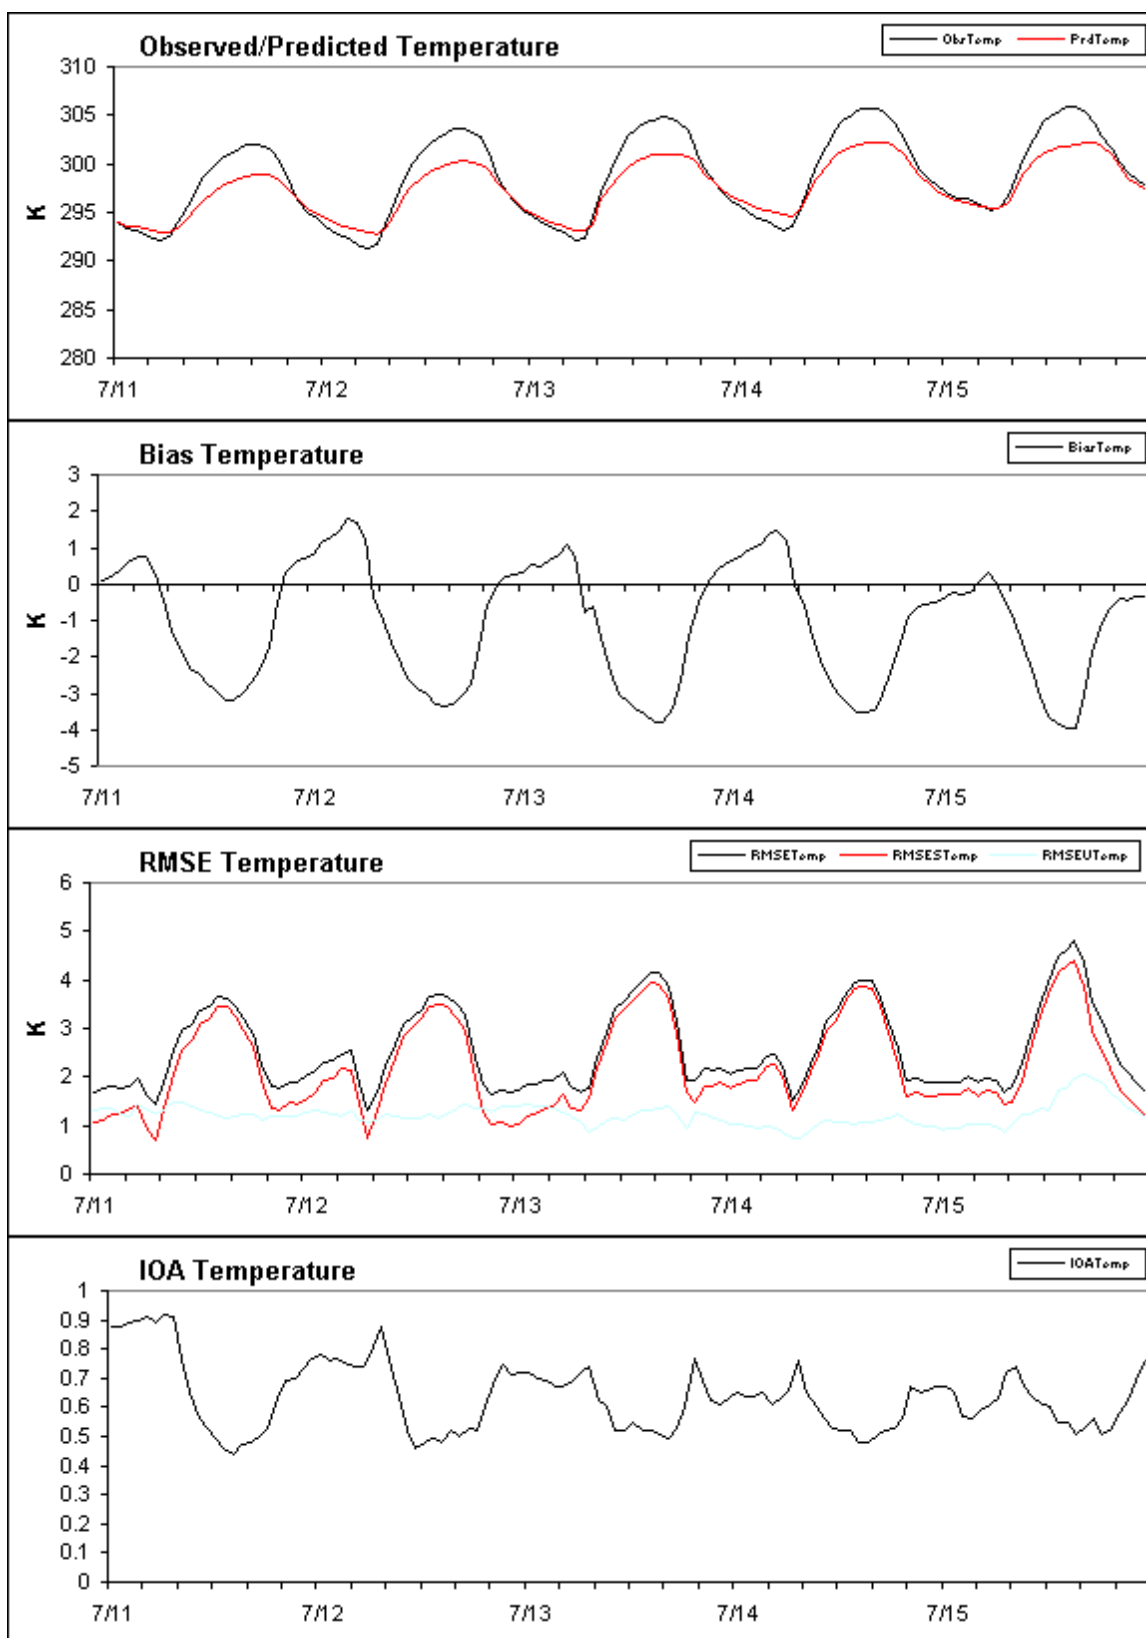 Observed/Predicted Temperature
ObsTemp PrdTemp
310
305
300
295
290
285
280
K
7/11 7/12 7/13 7/14 7/15
Bias Temperature
BiasTemp
3
2
1
0
-1
-2
-3
-4
-5
K
7/11 7/12 7/13 7/14 7/15
RMSE Temperature
RMSETemp RMSESTemp RMSEUTemp
6
5
4
3
2
1
0
K
7/11 7/12 7/13 7/14 7/15
IOA Temperature
IOATemp
1
0.9
0.8
0.7
0.6
0.5
0.4
0.3
0.2
0.1
0
7/11 7/12 7/13 7/14 7/15